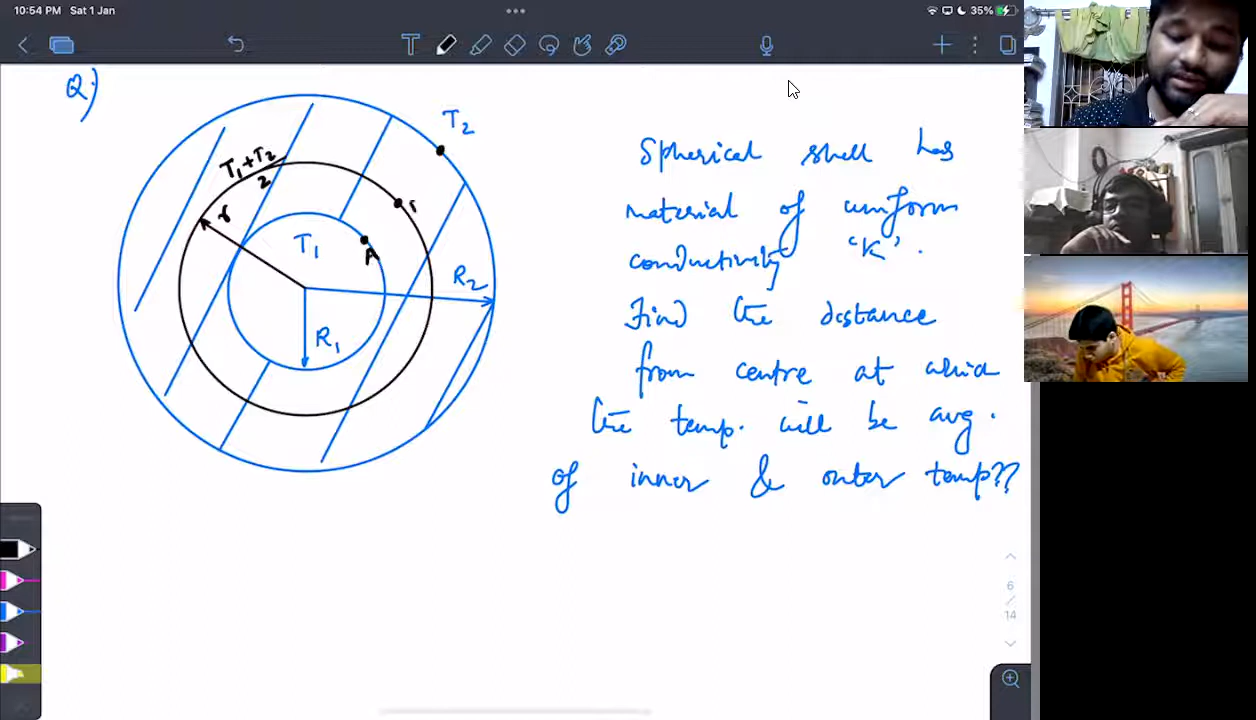 10:54 PM Sat 1 Jan
35%
T
Q)
T2
T1+T2
2
r
T1
A
R2
R1
Spherical shell has
material of uniform
conductivity 'K'.
Find the distance
from centre at which
the temp. will be avg.
of inner & outer temp??
6
/
14